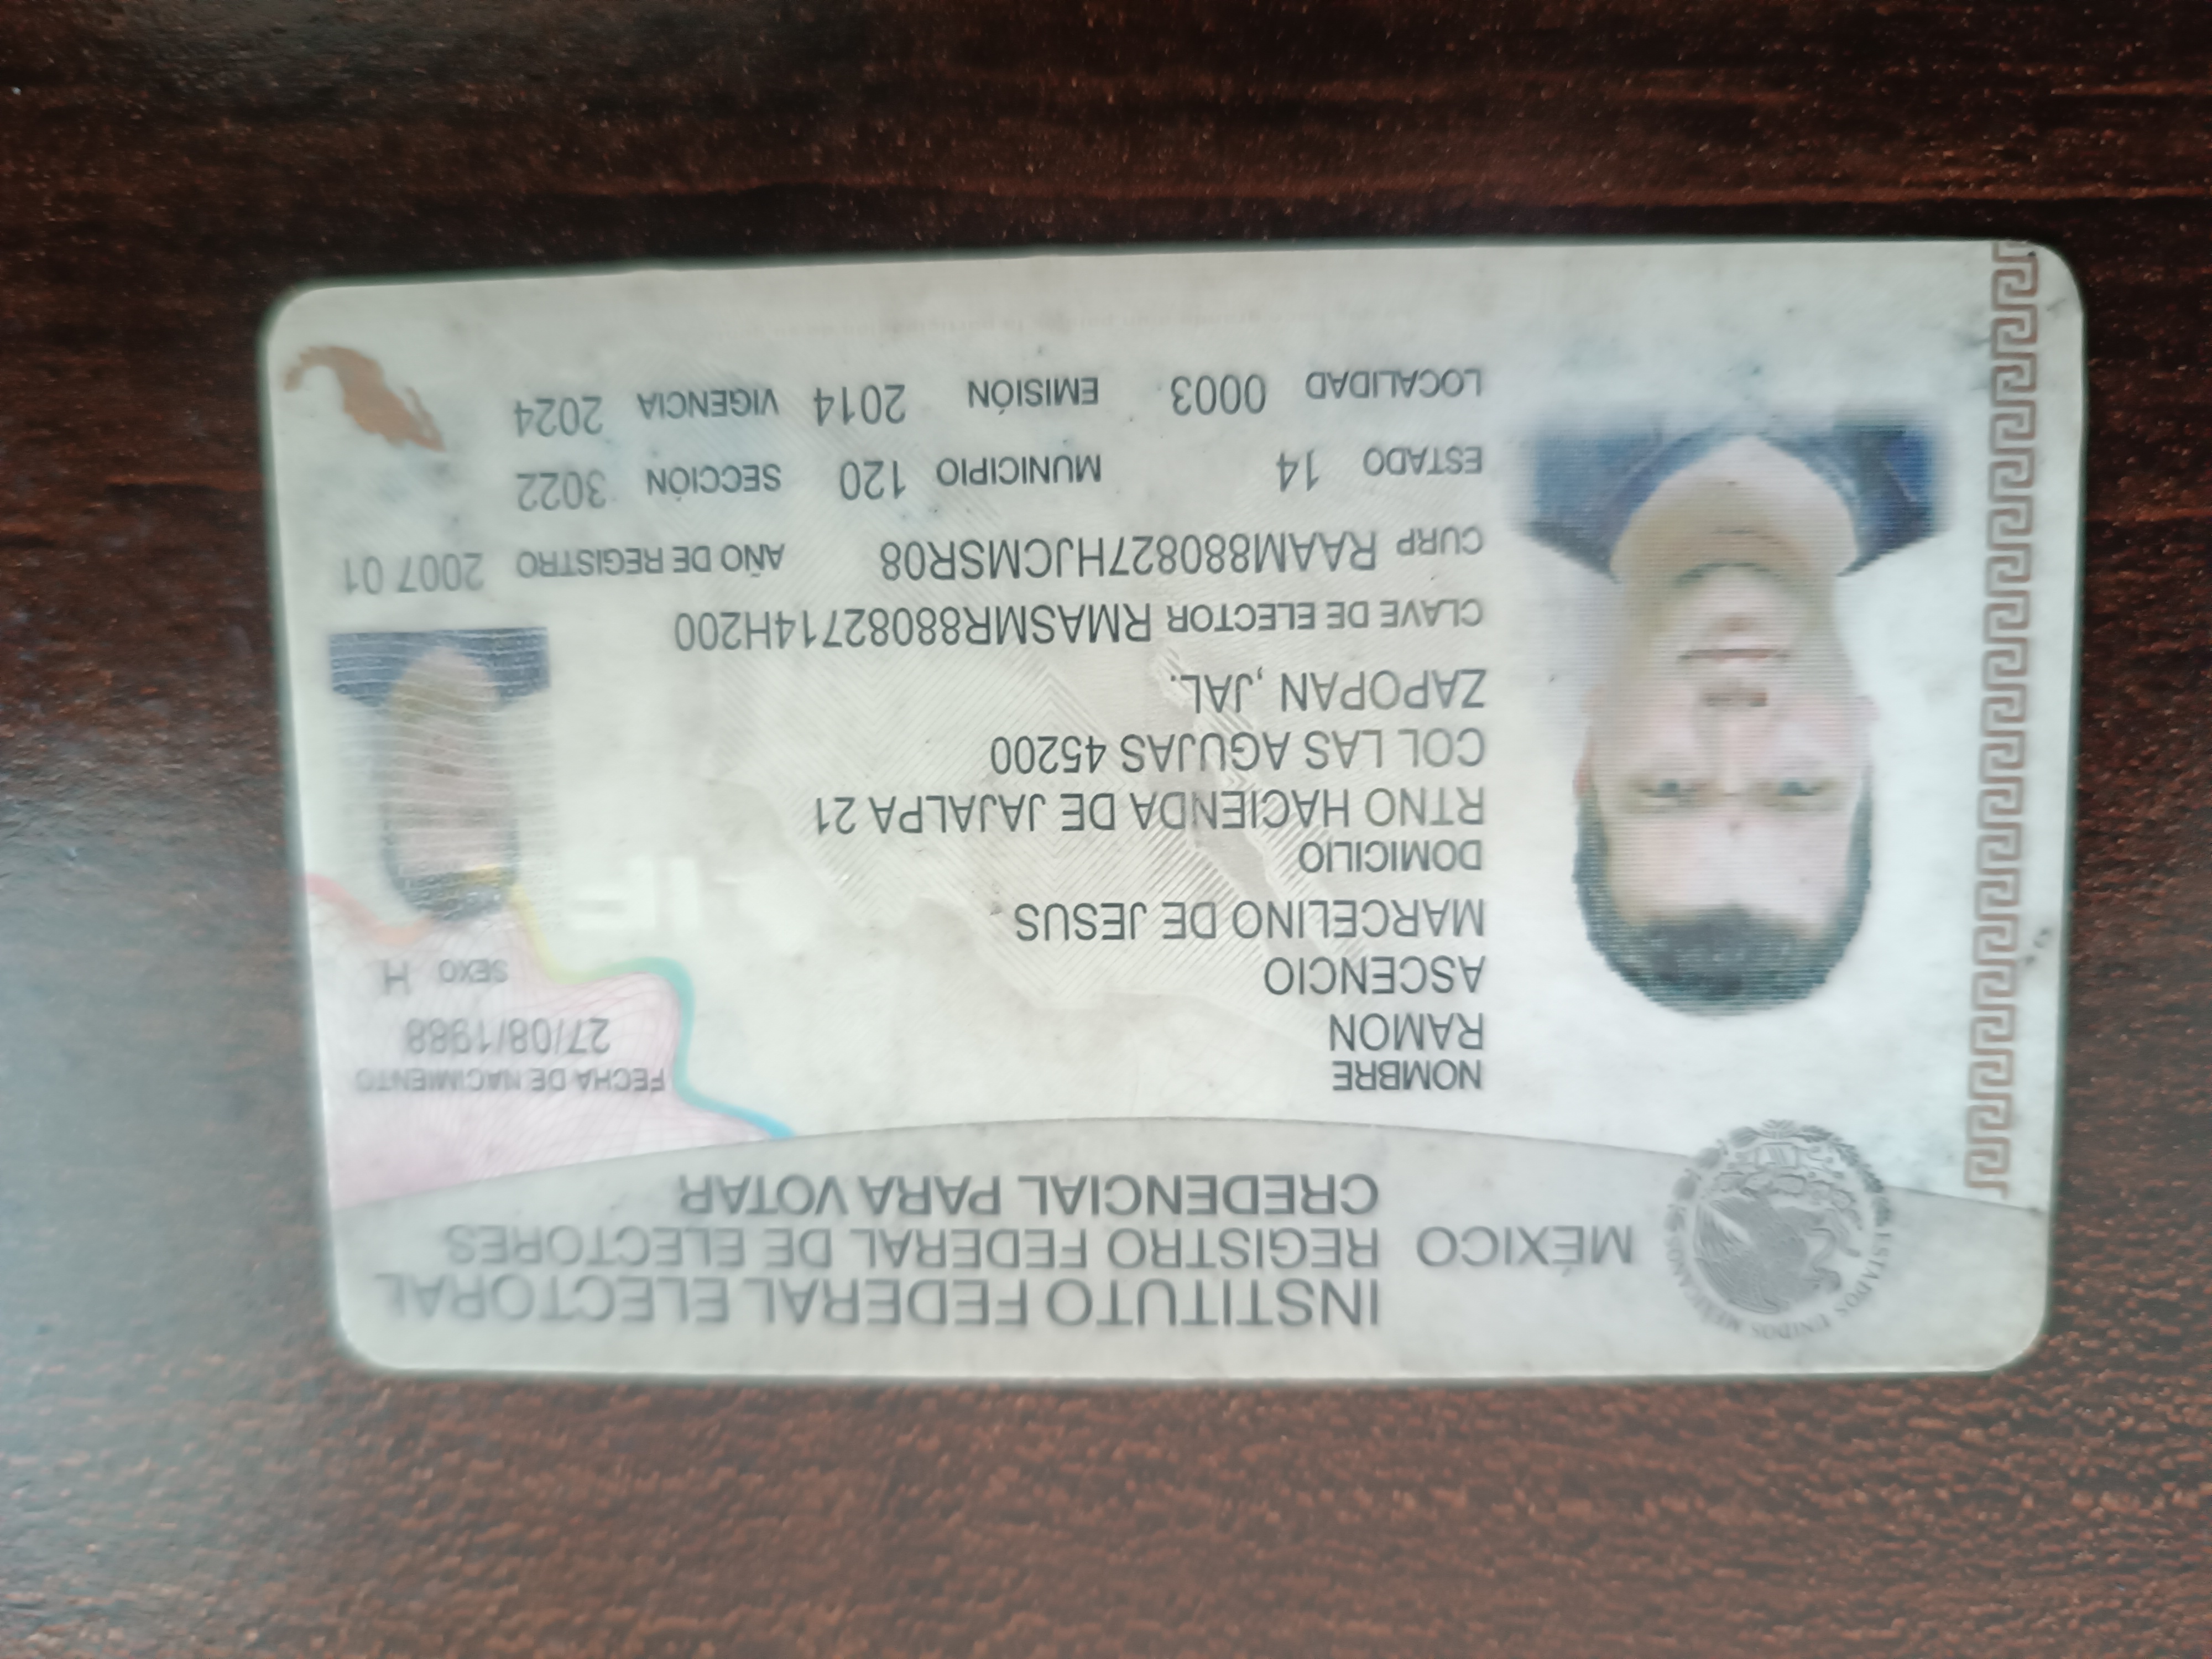 MÉXICO
INSTITUTO FEDERAL ELECTORAL
REGISTRO FEDERAL DE ELECTORES
CREDENCIAL PARA VOTAR
NOMBRE
RAMON
ASCENCIO
MARCELINO DE JESUS
FECHA DE NACIMIENTO
27/08/1988
SEXO H
DOMICILIO
RTNO HACIENDA DE JAJALPA 21
COL LAS AGUJAS 45200
ZAPOPAN ,JAL.
CLAVE DE ELECTOR RMASMR88082714H200
CURP RAAM880827HJCMSR08 AÑO DE REGISTRO 2007 01
ESTADO 14 MUNICIPIO 120 SECCIÓN 3022
LOCALIDAD 0003 EMISIÓN 2014 VIGENCIA 2024
ESTADOS UNIDOS MEXICANOS